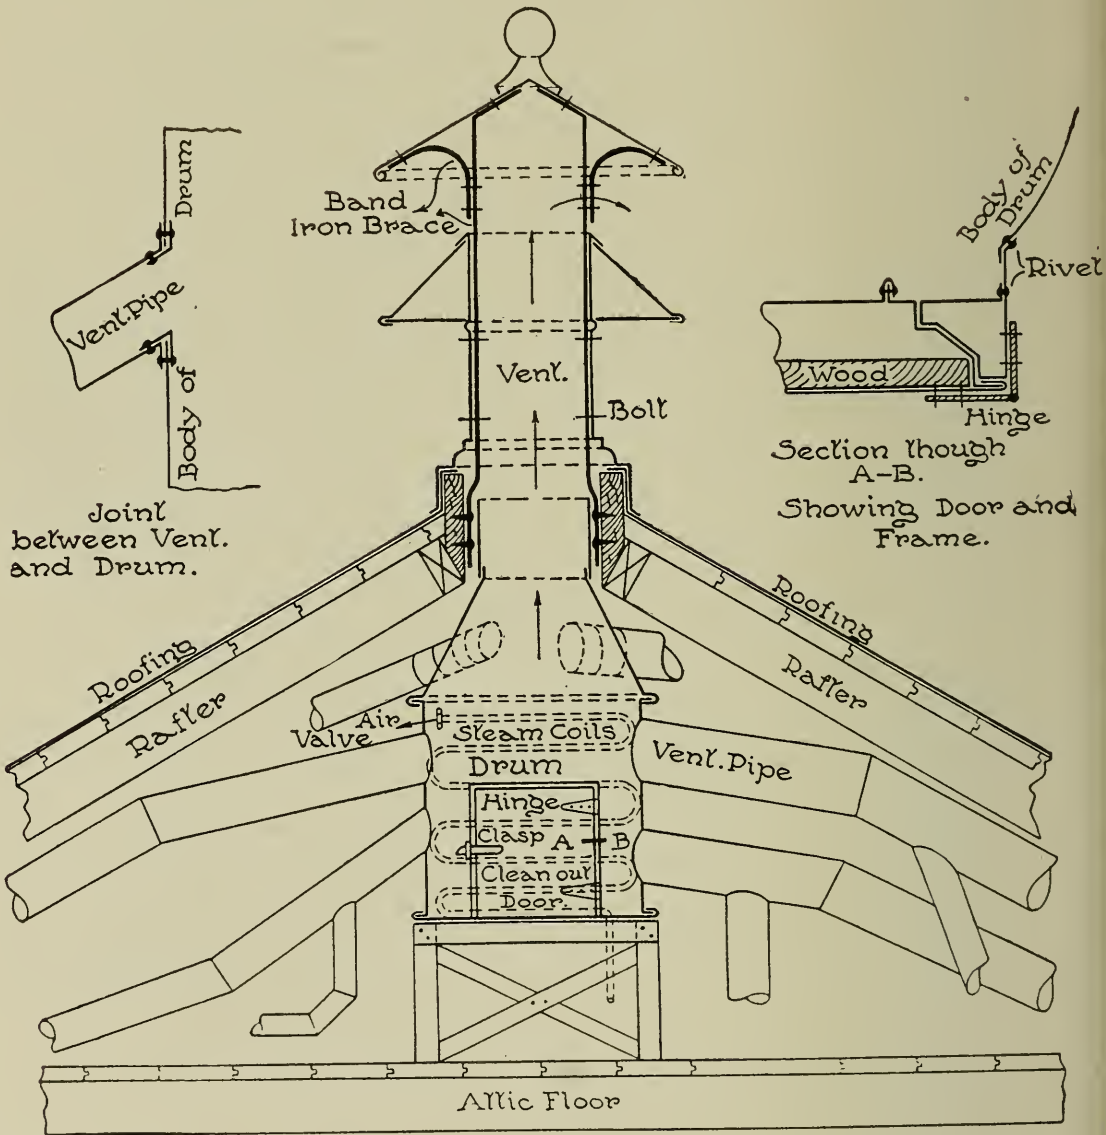 Band
Iron Brace
Drum
Vent. Pipe
Body of
Joint
between Vent.
and Drum.
Body of
Drum
Rivet
Wood
Hinge
Section though
A-B.
Showing Door and
Frame.
Vent.
Bolt
Roofing
Rafter
Roofing
Rafter
Air
Valve
Steam Coils
Drum
Vent. Pipe
Hinge
Clasp A B
Clean out
Door.
Attic Floor